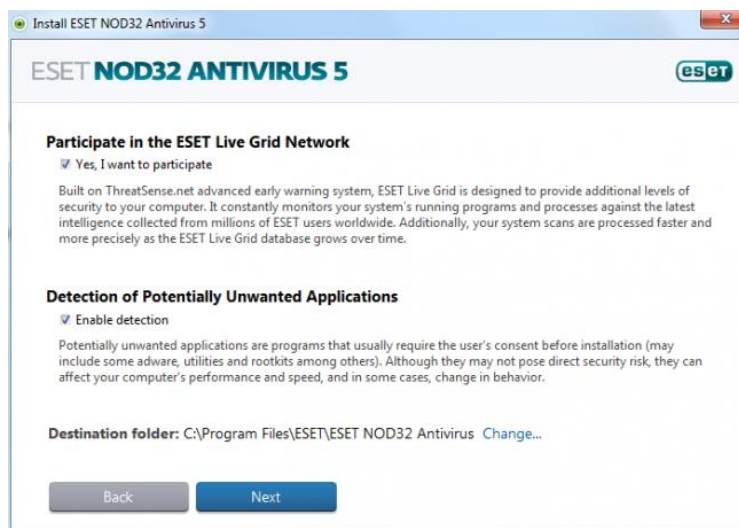 Install ESET NOD32 Antivirus 5
x
ESET NOD32 ANTIVIRUS 5
eseT
Participate in the ESET Live Grid Network
Yes, I want to participate
Built on ThreatSense.net advanced early warning system, ESET Live Grid is designed to provide additional levels of
security to your computer. It constantly monitors your system's running programs and processes against the latest
intelligence collected from millions of ESET users worldwide. Additionally, your system scans are processed faster and
more precisely as the ESET Live Grid database grows over time.
Detection of Potentially Unwanted Applications
Enable detection
Potentially unwanted applications are programs that usually require the user's consent before installation (may
include some adware, utilities and rootkits among others). Although they may not pose direct security risk, they can
affect your computer's performance and speed, and in some cases, change in behavior.
Destination folder: C:\Program Files\ESET\ESET NOD32 Antivirus Change...
Back Next